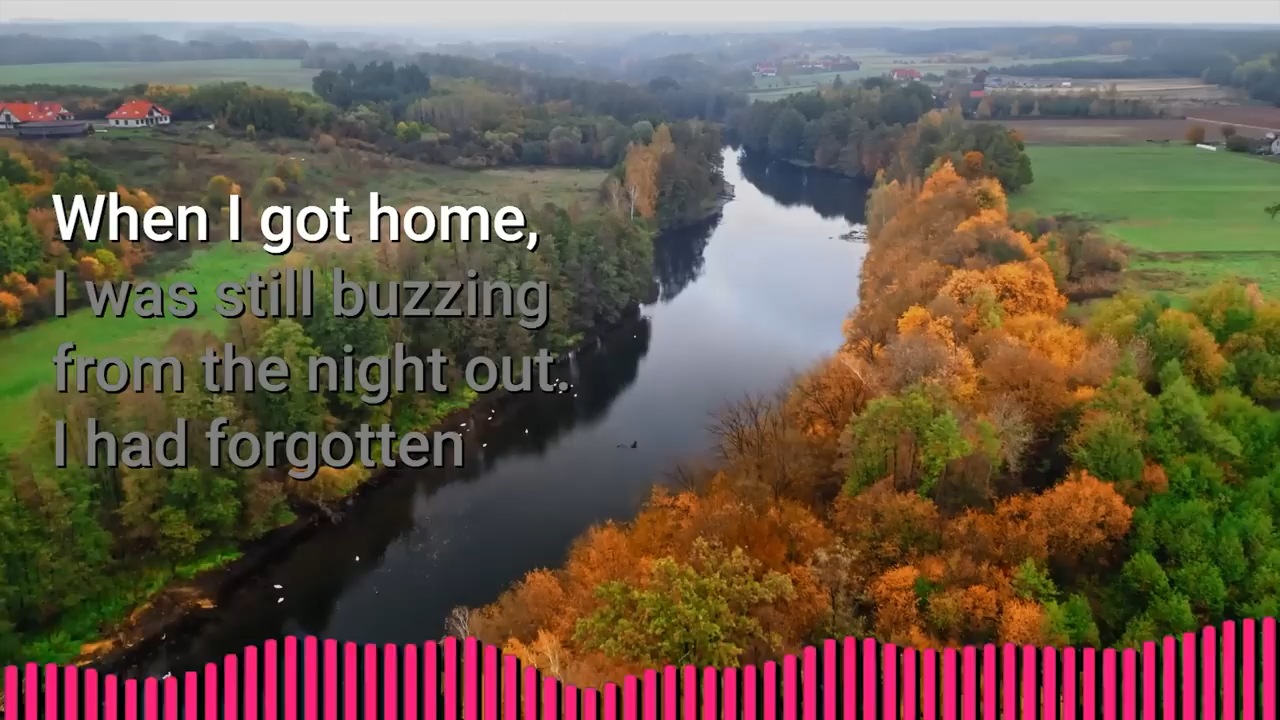 When I got home,
I was still buzzing
from the night out.
I had forgotten